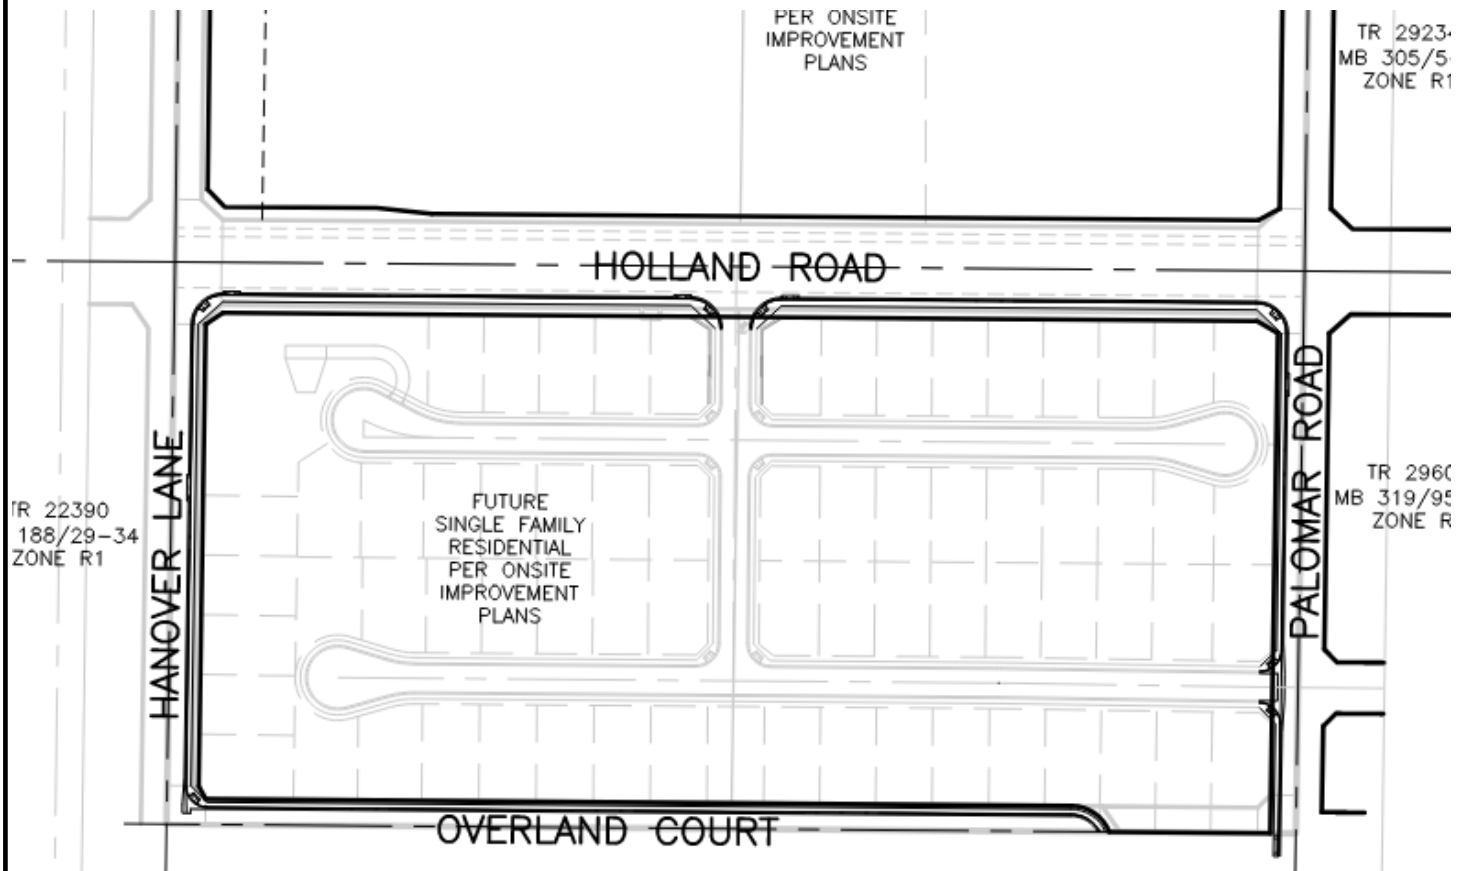 PER ONSITE
IMPROVEMENT
PLANS
TR 29234
MB 305/5-
ZONE R1
HOLLAND ROAD
HANOVER LANE
PALOMAR ROAD
TR 22390
188/29-34
ZONE R1
FUTURE
SINGLE FAMILY
RESIDENTIAL
PER ONSITE
IMPROVEMENT
PLANS
TR 2960
MB 319/95
ZONE R
OVERLAND COURT